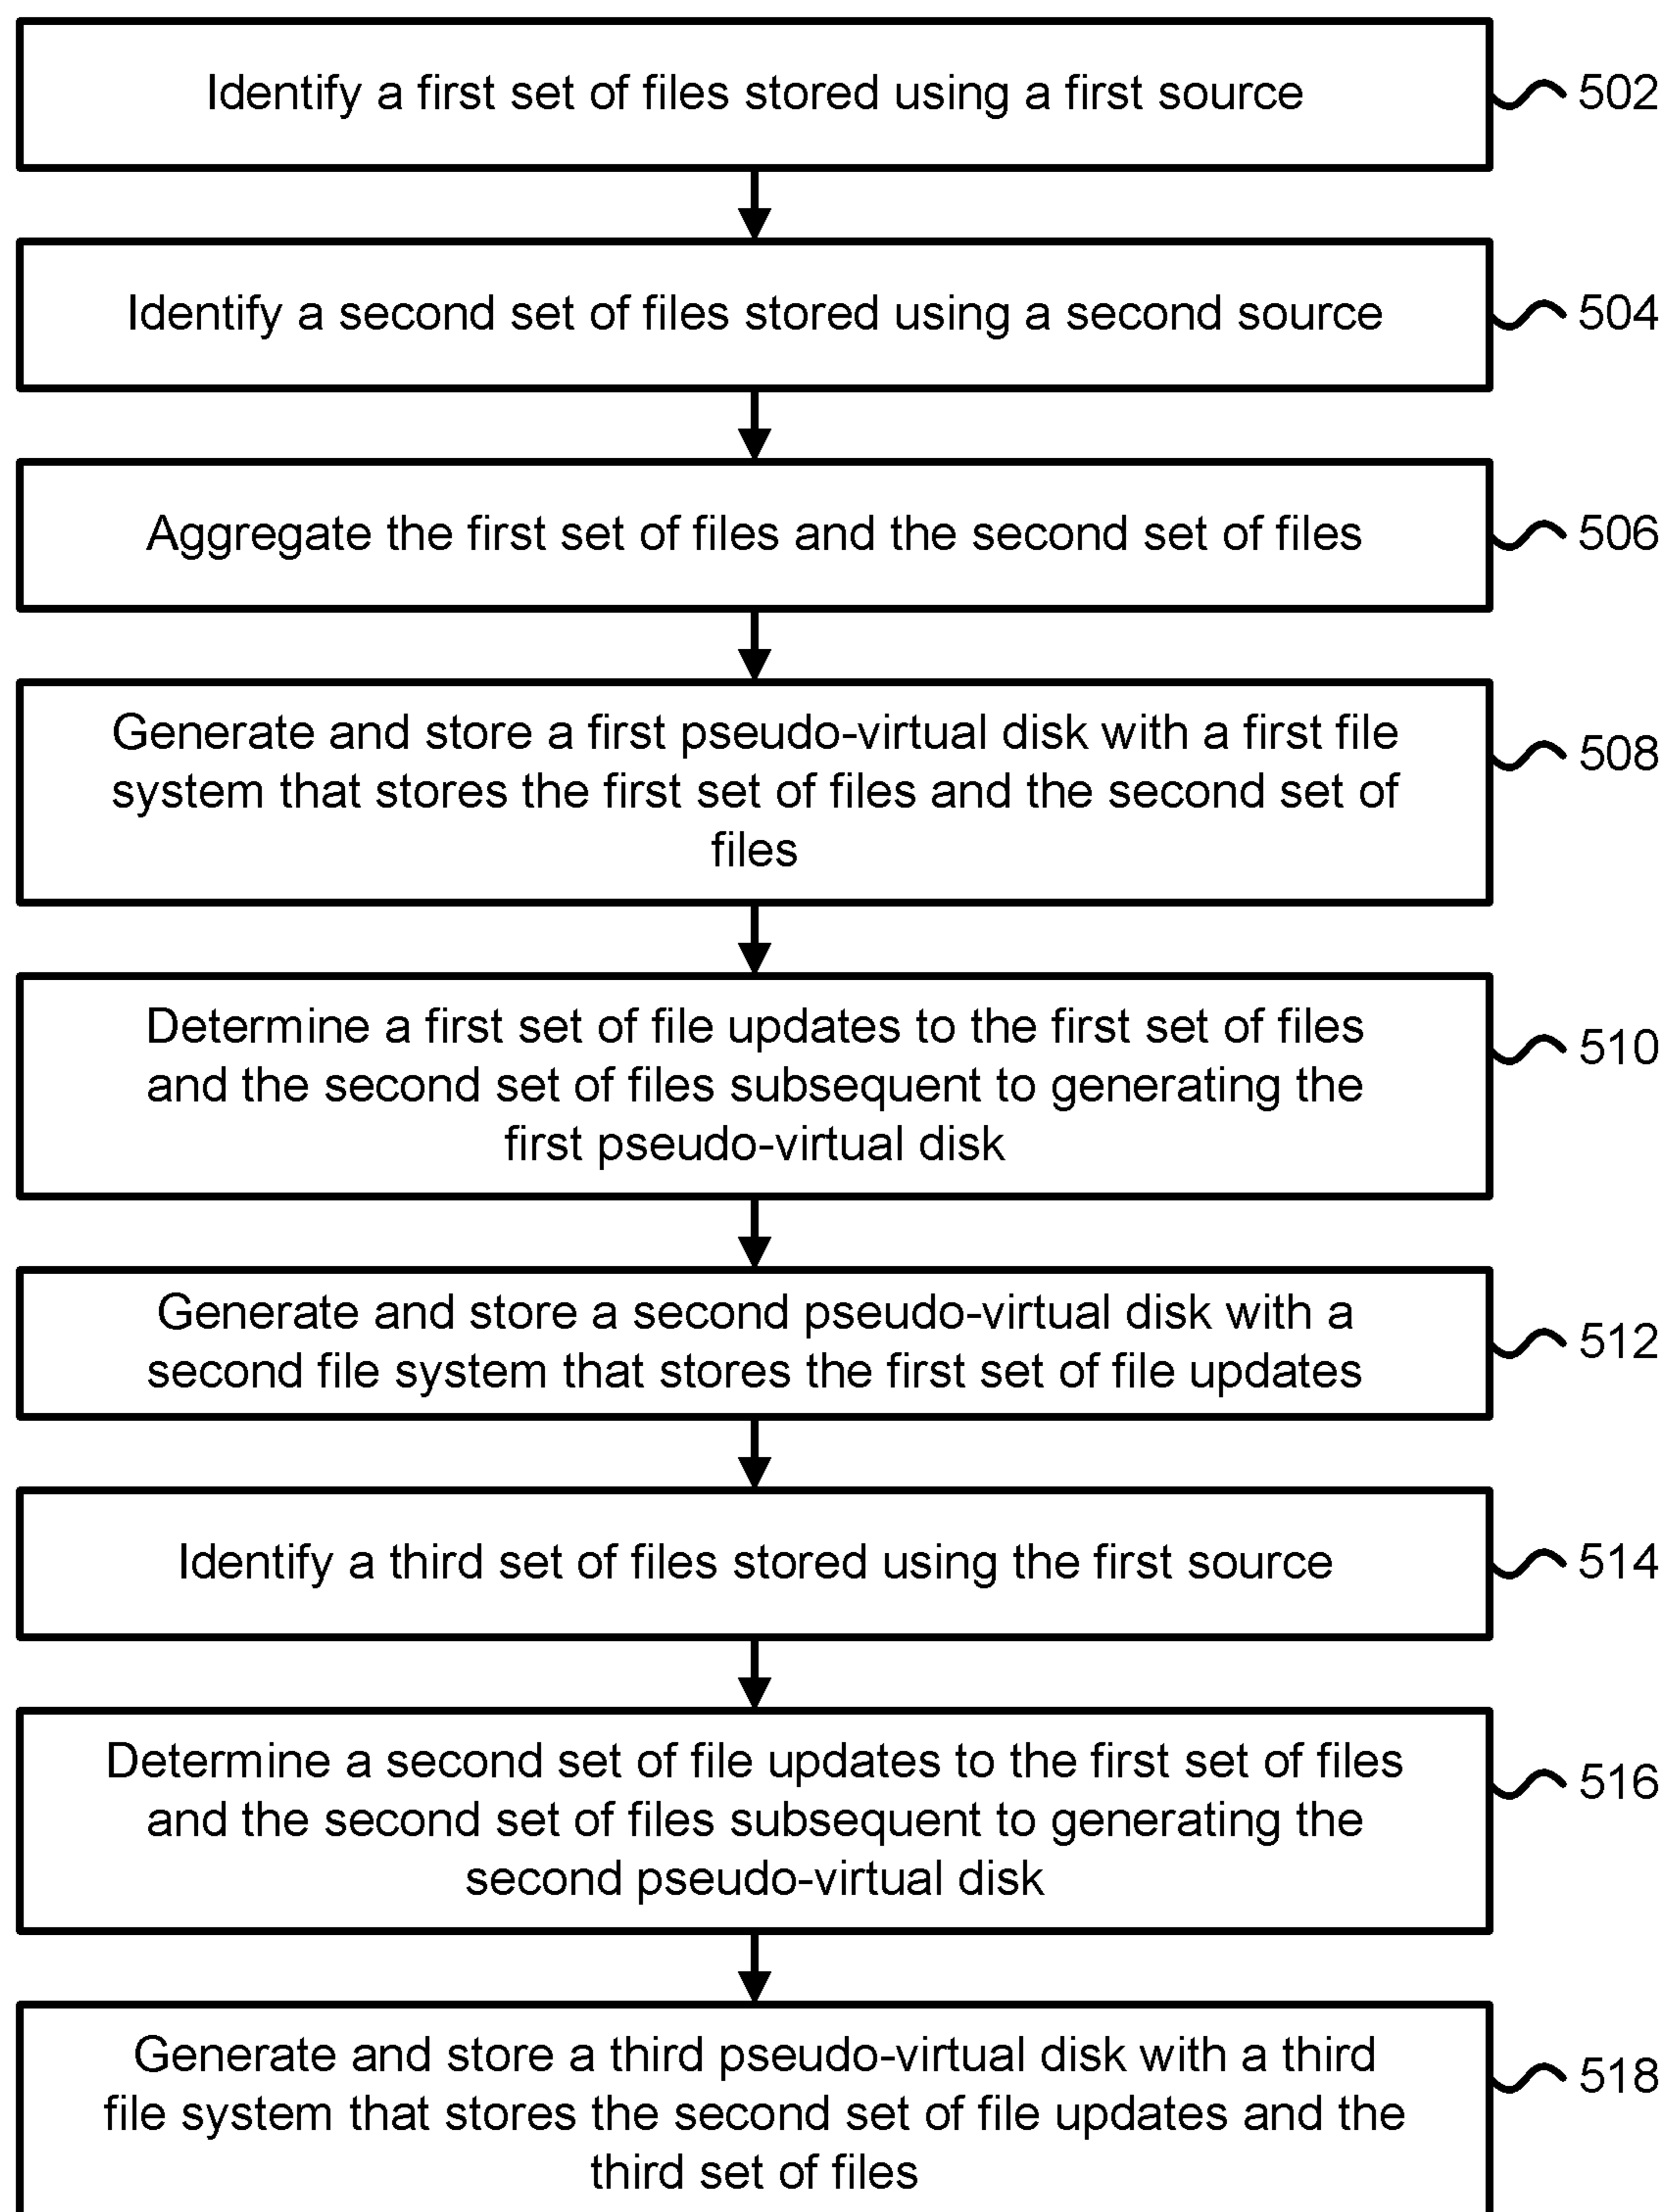 Identify a first set of files stored using a first source
502
Identify a second set of files stored using a second source
504
Aggregate the first set of files and the second set of files
506
Generate and store a first pseudo-virtual disk with a first file
system that stores the first set of files and the second set of
files
508
Determine a first set of file updates to the first set of files
and the second set of files subsequent to generating the
first pseudo-virtual disk
510
Generate and store a second pseudo-virtual disk with a
second file system that stores the first set of file updates
512
Identify a third set of files stored using the first source
514
Determine a second set of file updates to the first set of files
and the second set of files subsequent to generating the
second pseudo-virtual disk
516
Generate and store a third pseudo-virtual disk with a third
file system that stores the second set of file updates and the
third set of files
518